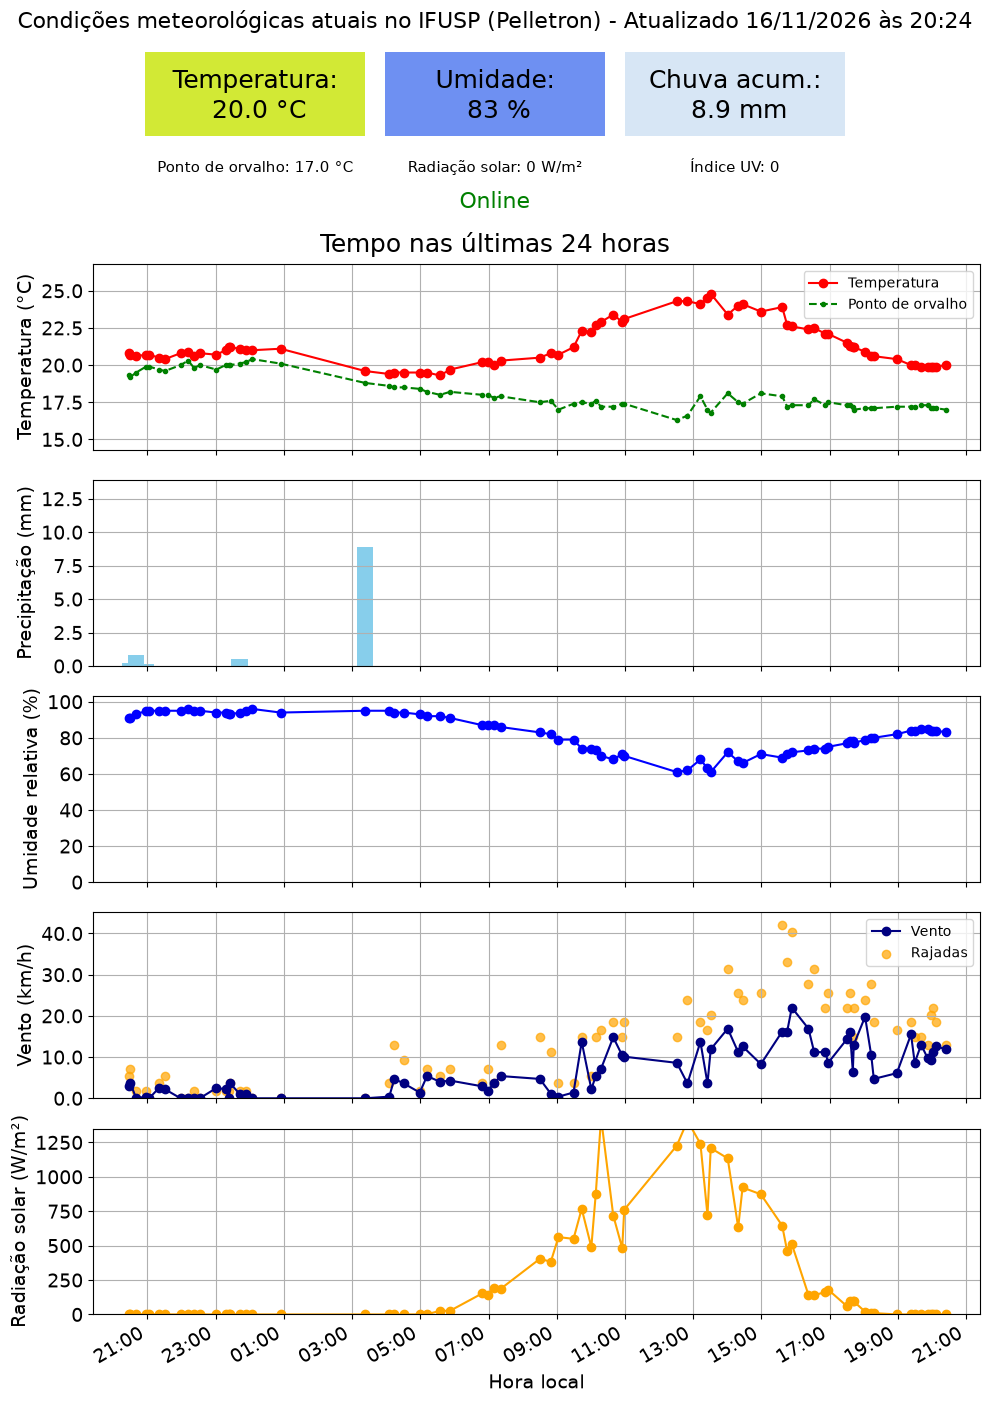 Condições meteorológicas atuais no IFUSP (Pelletron) - Atualizado 16/11/2026 às 20:24
Temperatura:
20.0 °C
Umidade:
83 %
Chuva acum.:
8.9 mm
Ponto de orvalho: 17.0 °C
Radiação solar: 0 W/m²
Índice UV: 0
Online
Tempo nas últimas 24 horas
Temperatura (°C)
25.0
22.5
20.0
17.5
15.0
Temperatura
Ponto de orvalho
Precipitação (mm)
12.5
10.0
7.5
5.0
2.5
0.0
Umidade relativa (%)
100
80
60
40
20
0
Vento (km/h)
40.0
30.0
20.0
10.0
0.0
Vento
Rajadas
Radiação solar (W/m²)
1250
1000
750
500
250
0
21:00
23:00
01:00
03:00
05:00
07:00
09:00
11:00
13:00
15:00
17:00
19:00
21:00
Hora local